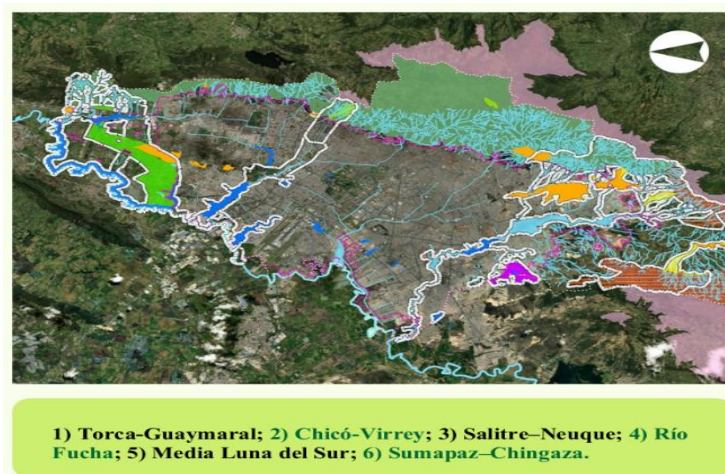 1) Torca-Guaymaral; 2) Chicó-Virrey; 3) Salitre–Neuque; 4) Río
Fucha; 5) Media Luna del Sur; 6) Sumapaz–Chingaza.